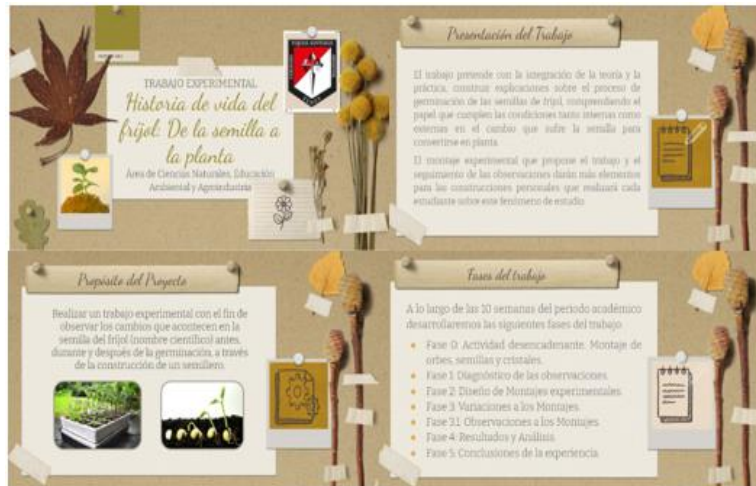 TRABAJO EXPERIMENTAL
Historia de vida del
frijol: De la semilla a
la planta
Área de Ciencias Naturales, Educación
Ambiental y Agroindustria
Presentación del Trabajo
El trabajo pretende con la integración de la teoría y la
práctica, construir explicaciones sobre el proceso de
germinación de las semillas de frijol, comprendiendo el
papel que cumplen las condiciones tanto internas como
externas en el cambio que sufre la semilla para
convertirse en planta.
El montaje experimental que propone el trabajo y el
seguimiento de las observaciones darán más elementos
para las construcciones personales que realizará cada
estudiante sobre este fenómeno de estudio.
Propósito del Proyecto
Realizar un trabajo experimental con el fin de
observar los cambios que acontecen en la
semilla del fríjol (nombre científico) antes,
durante y después de la germinación, a través
de la construcción de un semillero.
Fases del trabajo
A lo largo de las 10 semanas del periodo académico
desarrollaremos las siguientes fases del trabajo:
Fase 0: Actividad desencadenante. Montaje de
orbes, semillas y cristales.
Fase 1: Diagnóstico de las observaciones.
Fase 2: Diseño de Montajes experimentales.
Fase 3: Variaciones a los Montajes.
Fase 3.1: Observaciones a los Montajes.
Fase 4: Resultados y Análisis.
Fase 5: Conclusiones de la experiencia.